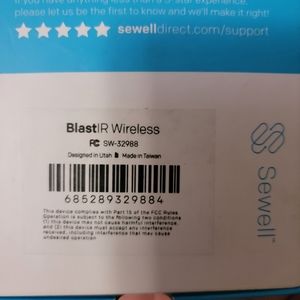 If you have anything less than a 5-star experience,
please let us be the first to know and we'll make it right!
sewelldirect.com/support
BlastIR Wireless
FC SW-32988
Designed in Utah Made in Taiwan
685289329884
This device complies with Part 15 of the FCC Rules
Operation is subject to the following two conditions
(1) this device may not cause harmful interference,
and (2) this device must accept any interference
received, including interference that may cause
undesired operation
Sewell™